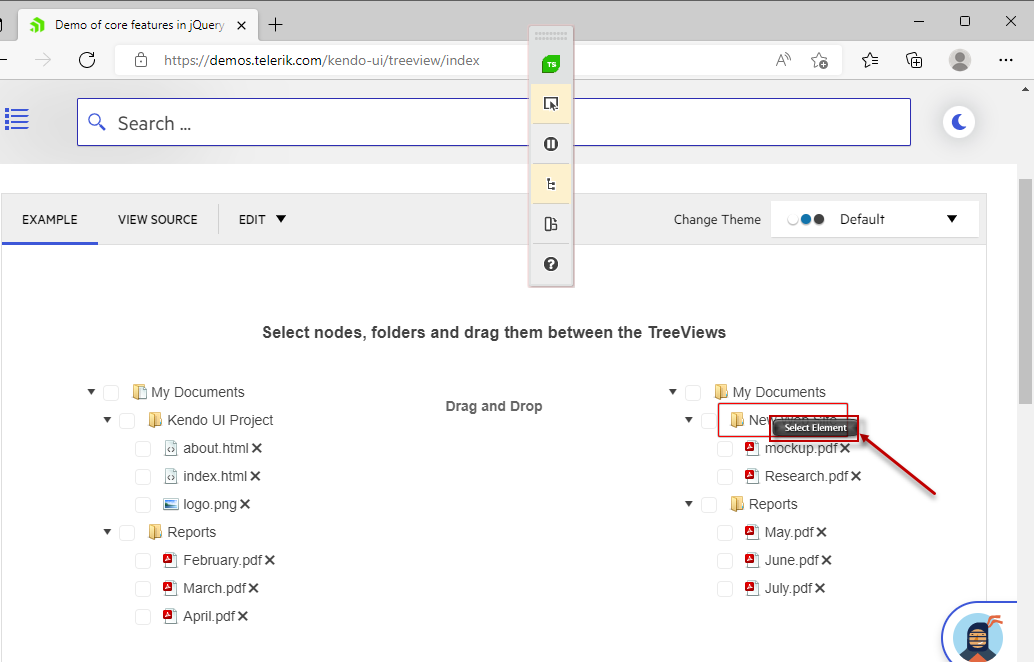 Demo of core features in jQuery
https://demos.telerik.com/kendo-ui/treeview/index
TS
Search ...
EXAMPLE VIEW SOURCE EDIT Change Theme Default
Select nodes, folders and drag them between the TreeViews
My Documents
Kendo UI Project
about.html
index.html
logo.png
Reports
February.pdf
March.pdf
April.pdf
Drag and Drop
My Documents
New Web Site
Select Element
mockup.pdf
Research.pdf
Reports
May.pdf
June.pdf
July.pdf